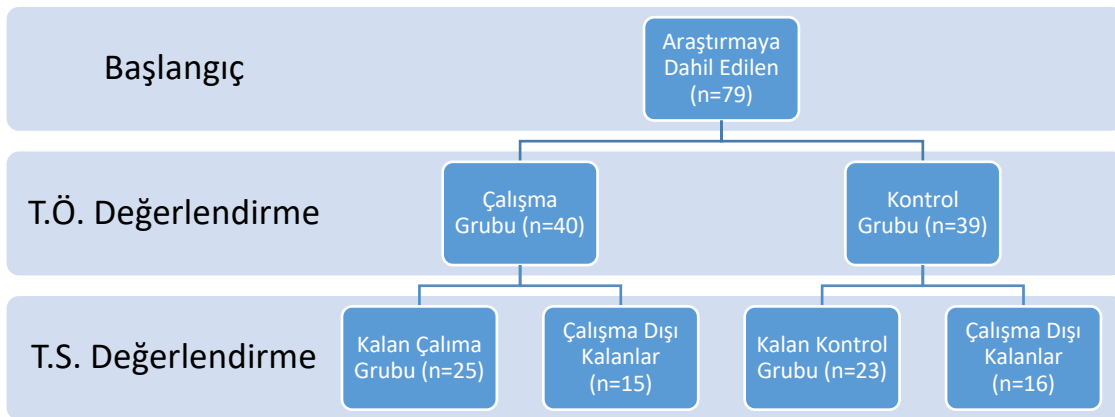 Başlangıç
Araştırmaya
Dahil Edilen
(n=79)
T.Ö. Değerlendirme
Çalışma
Grubu (n=40)
Kontrol
Grubu (n=39)
T.S. Değerlendirme
Kalan Çalıma
Grubu (n=25)
Çalışma Dışı
Kalanlar
(n=15)
Kalan Kontrol
Grubu (n=23)
Çalışma Dışı
Kalanlar
(n=16)